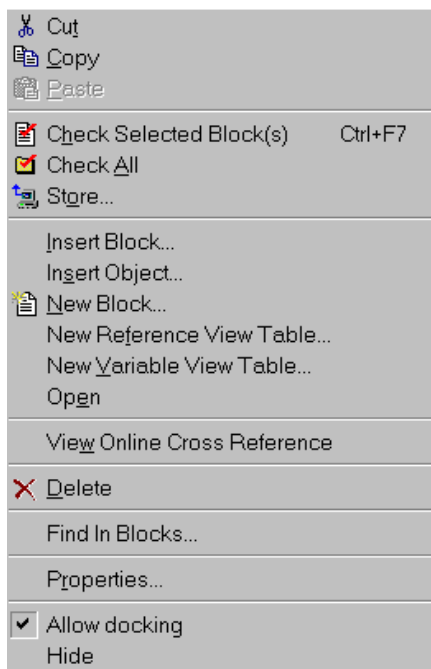 Cut
Copy
Paste
Check Selected Block(s) Ctrl+F7
Check All
Store...
Insert Block...
Insert Object...
New Block...
New Reference View Table...
New Variable View Table...
Open
View Online Cross Reference
Delete
Find In Blocks...
Properties...
Allow docking
Hide